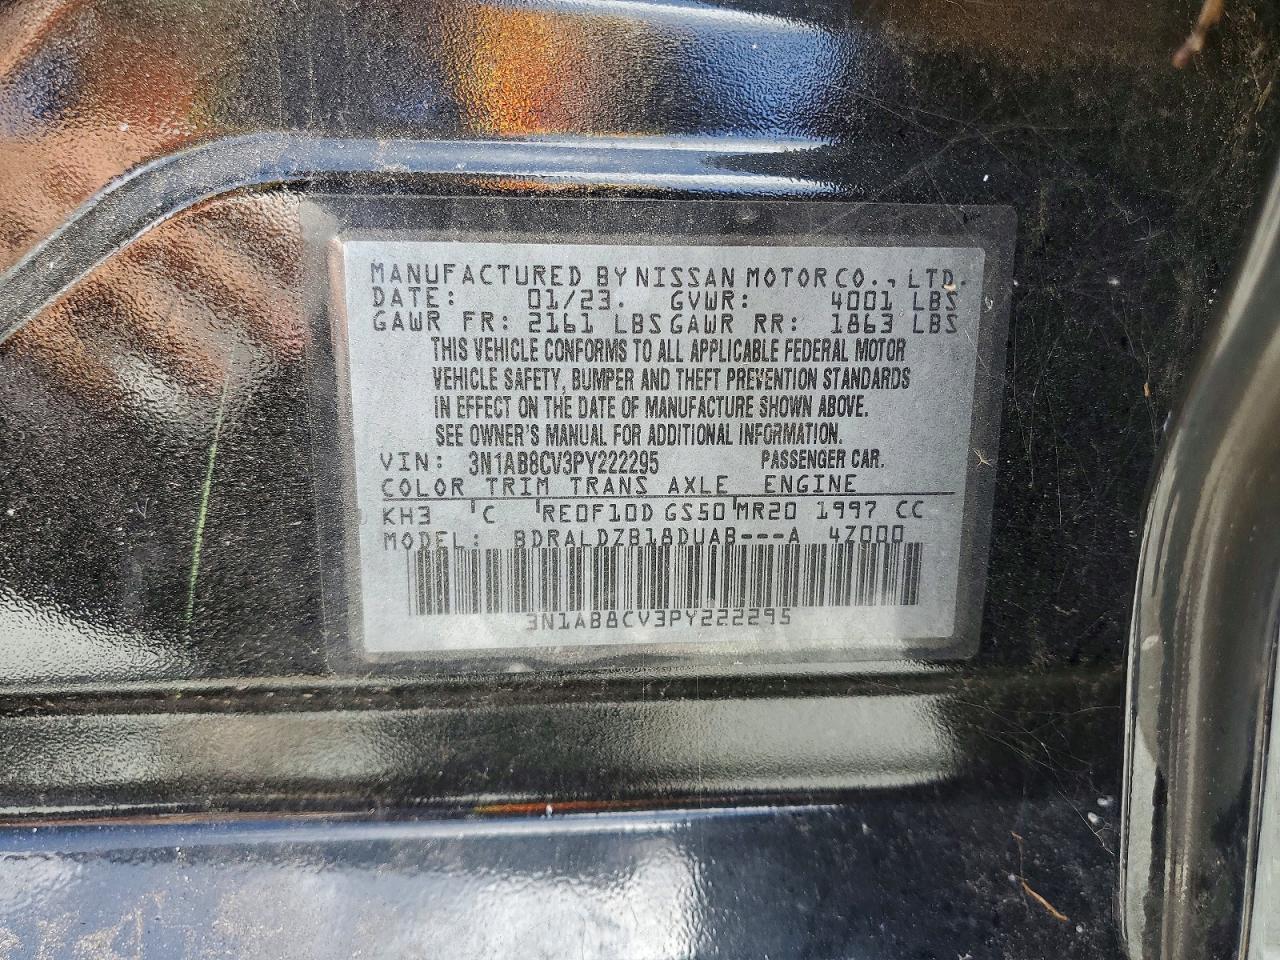 MANUFACTURED BY NISSAN MOTOR CO., LTD.
DATE: 01/23. GVWR: 4001 LBS
GAWR FR: 2161 LBS GAWR RR: 1863 LBS
THIS VEHICLE CONFORMS TO ALL APPLICABLE FEDERAL MOTOR
VEHICLE SAFETY, BUMPER AND THEFT PREVENTION STANDARDS
IN EFFECT ON THE DATE OF MANUFACTURE SHOWN ABOVE.
SEE OWNER'S MANUAL FOR ADDITIONAL INFORMATION.
VIN: 3N1AB8CV3PY222295 PASSENGER CAR.
COLOR TRIM TRANS AXLE ENGINE
KH3 'C RE0F10D GS50'MR20 1997 CC
MODEL: BDRALDZB18DUAB---A 4Z000
3N1AB8CV3PY222295